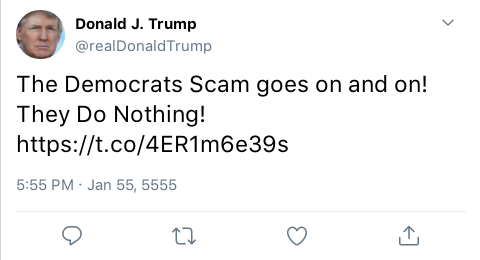 Donald J. Trump
@realDonaldTrump
The Democrats Scam goes on and on!
They Do Nothing!
https://t.co/4ER1m6e39s
5:55 PM · Jan 55, 5555